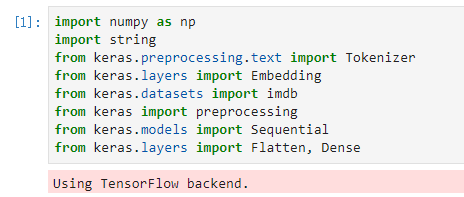 [1]: import numpy as np
import string
from keras.preprocessing.text import Tokenizer
from keras.layers import Embedding
from keras.datasets import imdb
from keras import preprocessing
from keras.models import Sequential
from keras.layers import Flatten, Dense
Using TensorFlow backend.